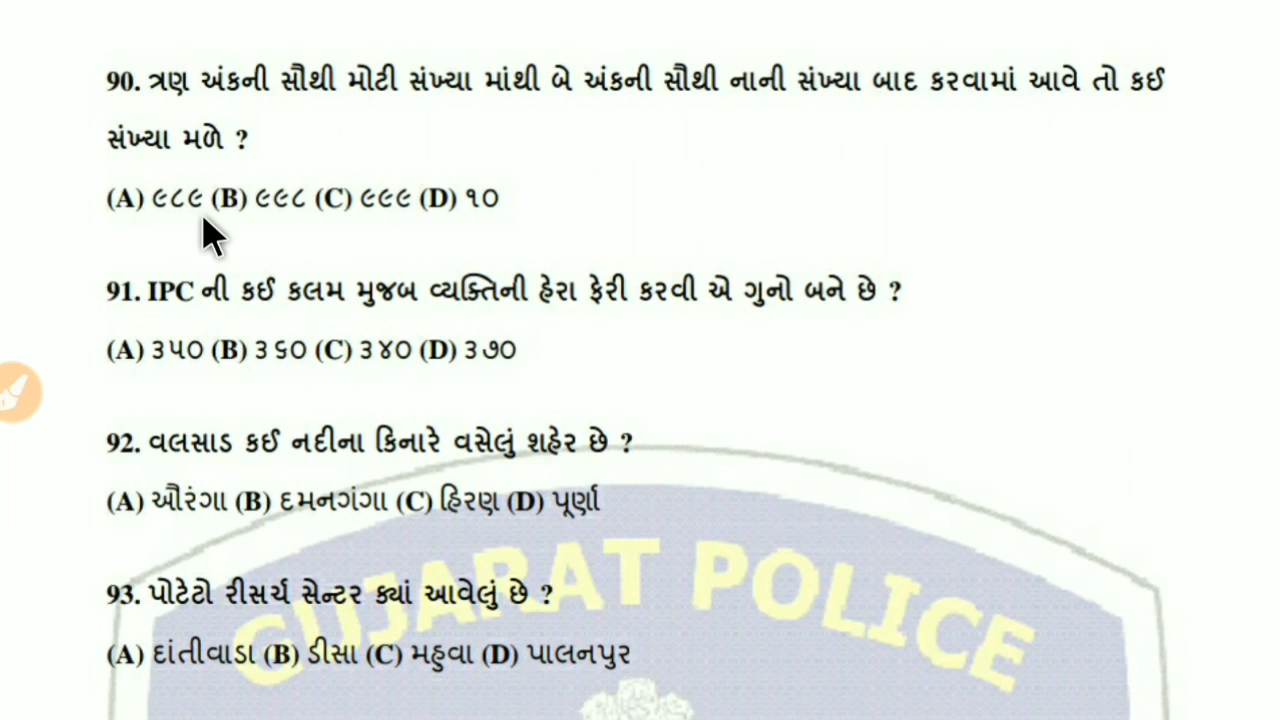 90. ત્રણ અંકની સૌથી મોટી સંખ્યા માંથી બે અંકની સૌથી નાની સંખ્યા બાદ કરવામાં આવે તો કઈ
સંખ્યા મળે ?
(A) ૯૮૯ (B) ૯૯૮ (C) ૯૯૯ (D) ૧૦
91. IPC ની કઈ કલમ મુજબ વ્યક્તિની હેરા ફેરી કરવી એ ગુનો બને છે ?
(A) ૩૫૦ (B) ૩૬૦ (C) ૩૪૦ (D) ૩૭૦
92. વલસાડ કઈ નદીના કિનારે વસેલું શહેર છે ?
(A) ઔરંગા (B) દમનગંગા (C) હિરણ (D) પૂર્ણા
93. પોટેટો રીસર્ચ સેન્ટર ક્યાં આવેલું છે ?
(A) દાંતીવાડા (B) ડીસા (C) મહુવા (D) પાલનપુર
GUJARAT POLICE